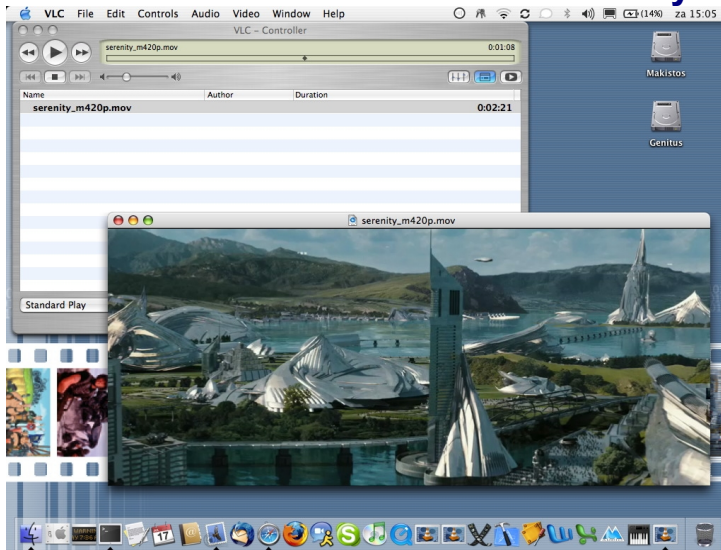 VLC File Edit Controls Audio Video Window Help (14%) za 15:05
VLC – Controller
serenity_m420p.mov 0:01:08
Name Author Duration
serenity_m420p.mov 0:02:21
Makistos
Genitus
serenity_m420p.mov
Standard Play
17